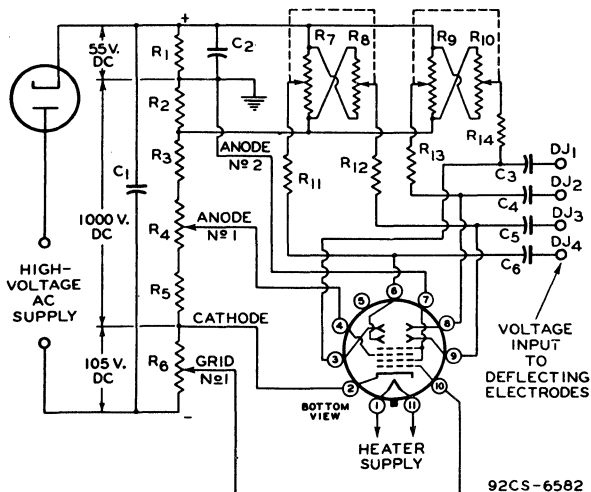 +
55 V.
DC
R1
C2
R7
R8
R9
R10
R2
C1
R3
ANODE
Nº 2
R11
R12
R13
R14
C3
DJ1
C4
DJ2
C5
DJ3
C6
DJ4
1000 V.
DC
R4
ANODE
Nº 1
R5
HIGH-
VOLTAGE
AC
SUPPLY
CATHODE
105 V.
DC
R6
GRID
Nº1
-
5
6
7
4
8
3
9
2
10
1
11
BOTTOM
VIEW
HEATER
SUPPLY
VOLTAGE
INPUT
TO
DEFLECTING
ELECTRODES
92CS-6582